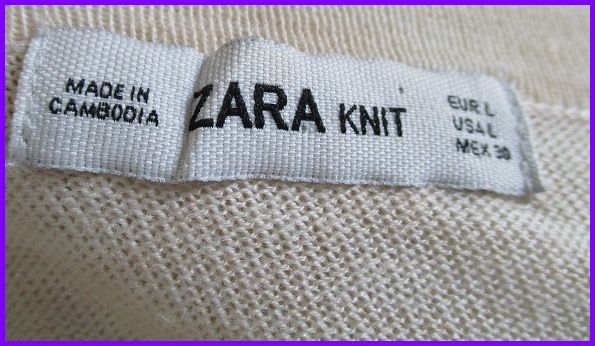 MADE IN
CAMBODIA
ZARA KNIT
EUR L
USA L
MEX 30